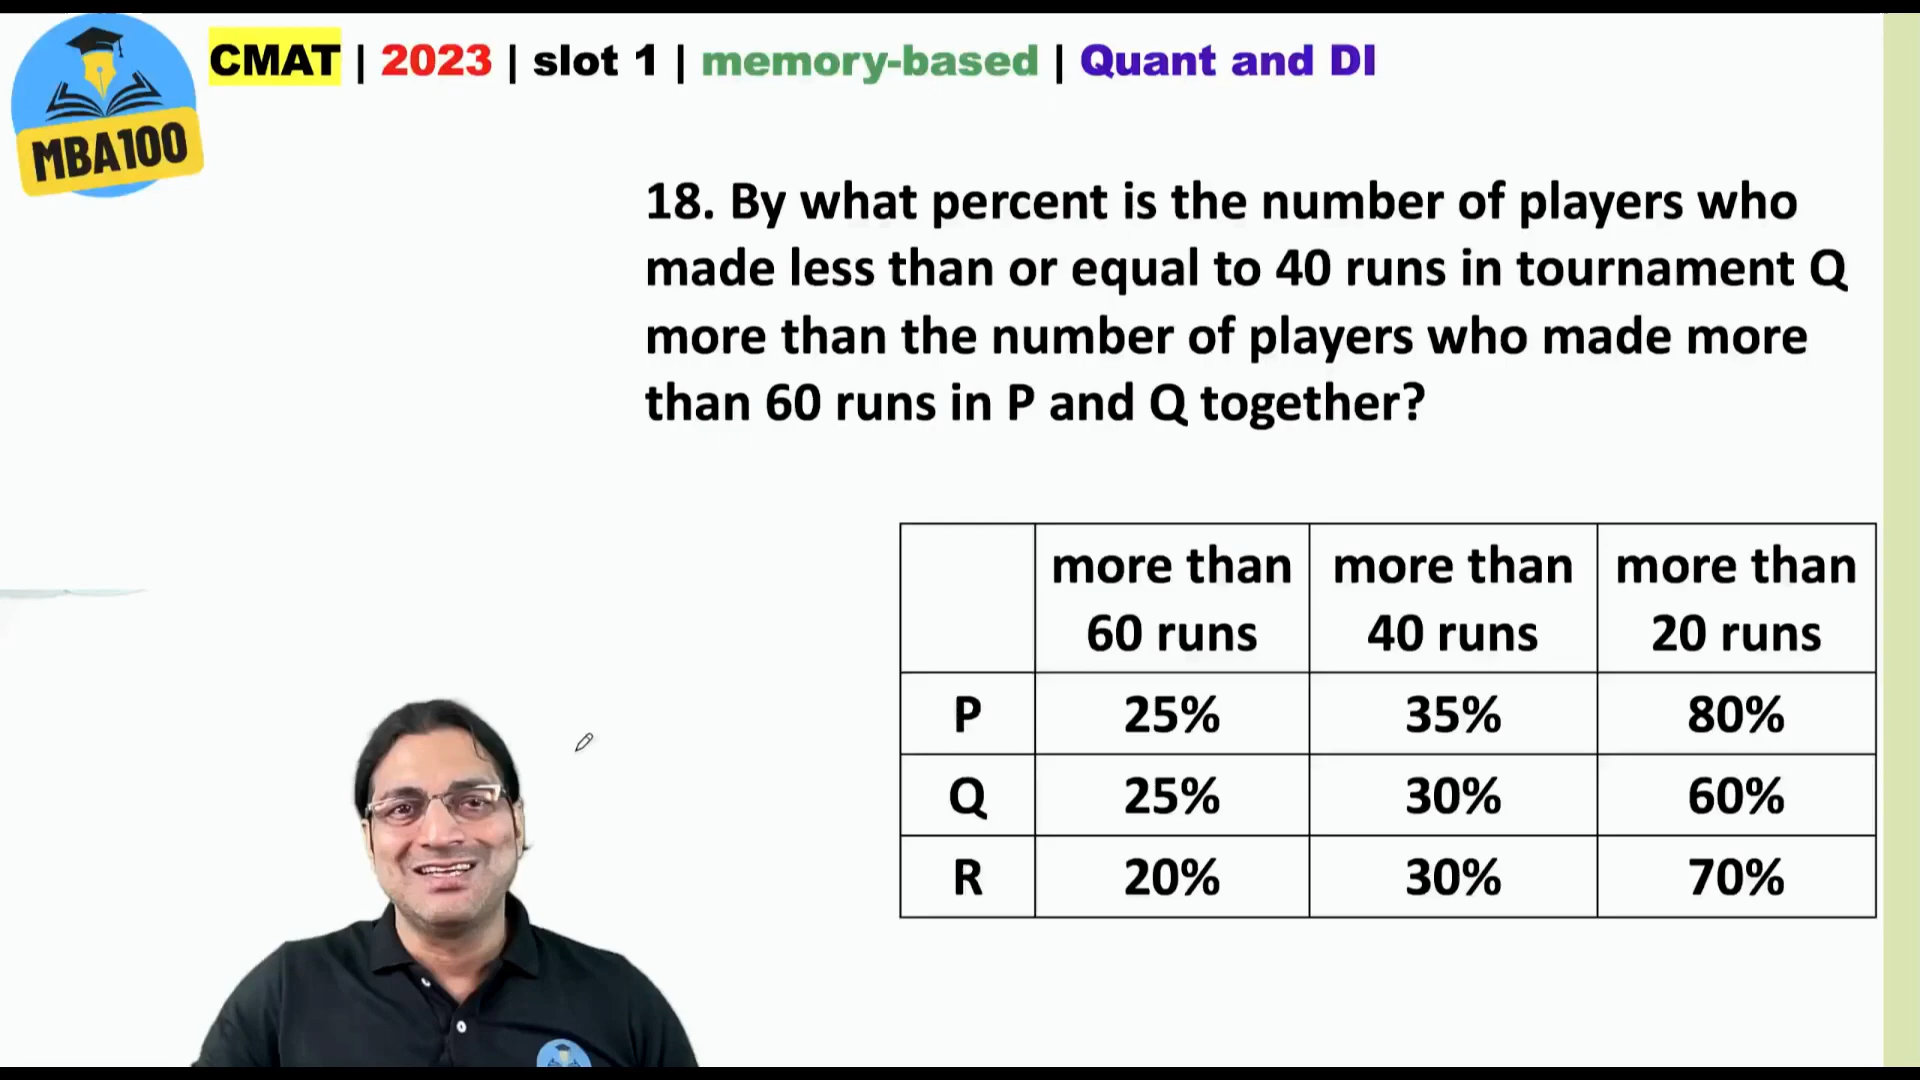 CMAT | 2023 | slot 1 | memory-based | Quant and DI
MBA100
18. By what percent is the number of players who
made less than or equal to 40 runs in tournament Q
more than the number of players who made more
than 60 runs in P and Q together?
more than 60 runs more than 40 runs more than 20 runs
P 25% 35% 80%
Q 25% 30% 60%
R 20% 30% 70%